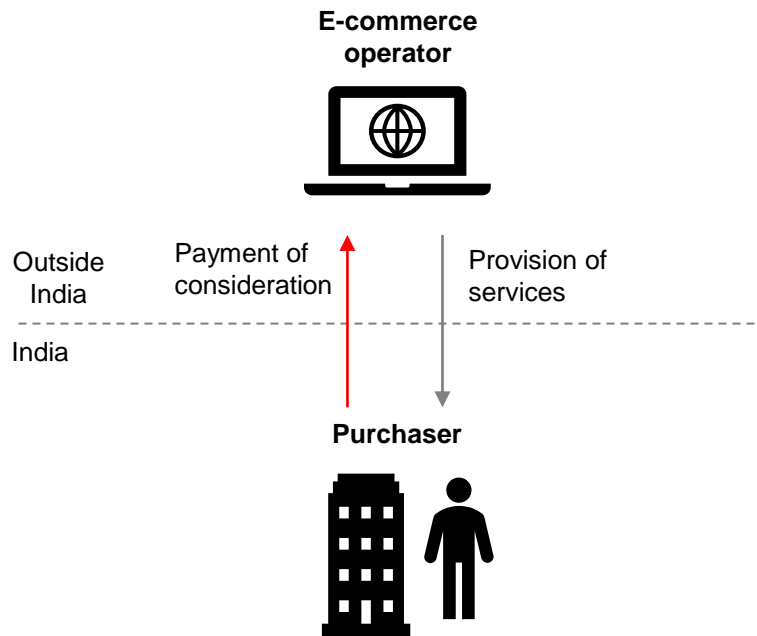 E-commerce
operator
Outside
India
Payment of
consideration
Provision of
services
India
Purchaser